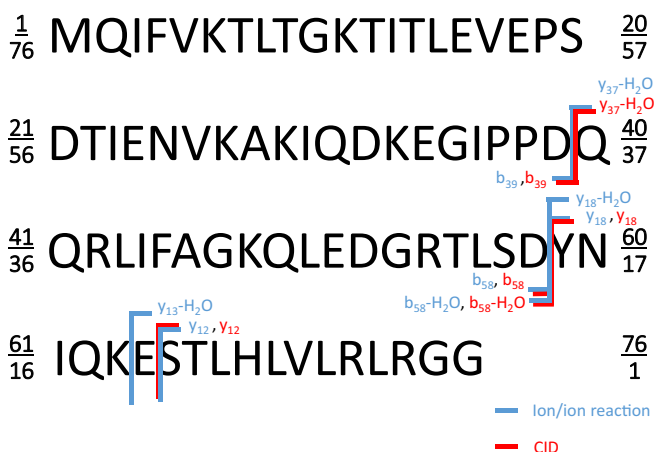 1
76
MQIFVKTLTGKTITLEVEPS
20
57
y37-H2O
y37-H2O
21
56
DTIENVKAKIQDKEGIPPDQ
40
37
b39,b39
y18-H2O
y18,y18
41
36
QRLIFAGKQLEDGRTLSDYN
60
17
b58, b58
b58-H2O, b58-H2O
y13-H2O
y12,y12
61
16
IQKESTLHLVLRLRGG
76
1
Ion/ion reaction
CID